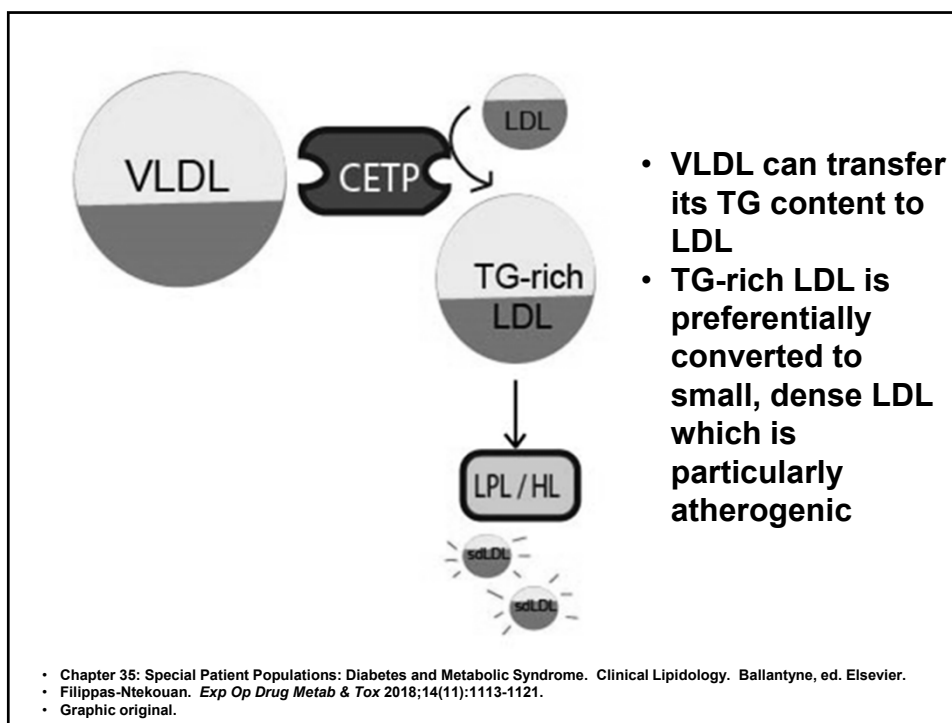 VLDL
CETP
LDL
TG-rich
LDL
LPL / HL
sdLDL
sdLDL
• VLDL can transfer
its TG content to
LDL
• TG-rich LDL is
preferentially
converted to
small, dense LDL
which is
particularly
atherogenic
• Chapter 35: Special Patient Populations: Diabetes and Metabolic Syndrome. Clinical Lipidology. Ballantyne, ed. Elsevier.
• Filippas-Ntekouan. Exp Op Drug Metab & Tox 2018;14(11):1113-1121.
• Graphic original.